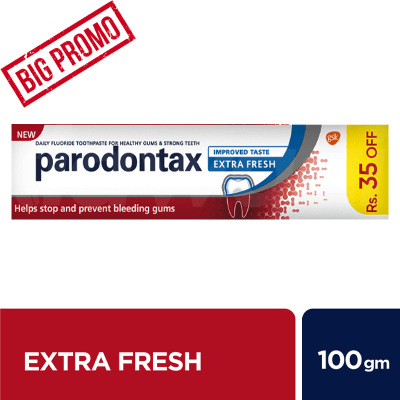 BIG PROMO
NEW
DAILY FLUORIDE TOOTHPASTE FOR HEALTHY GUMS & STRONG TEETH
parodontax
IMPROVED TASTE
EXTRA FRESH
gsk
Rs. 35 OFF
Helps stop and prevent bleeding gums
EXTRA FRESH
100gm